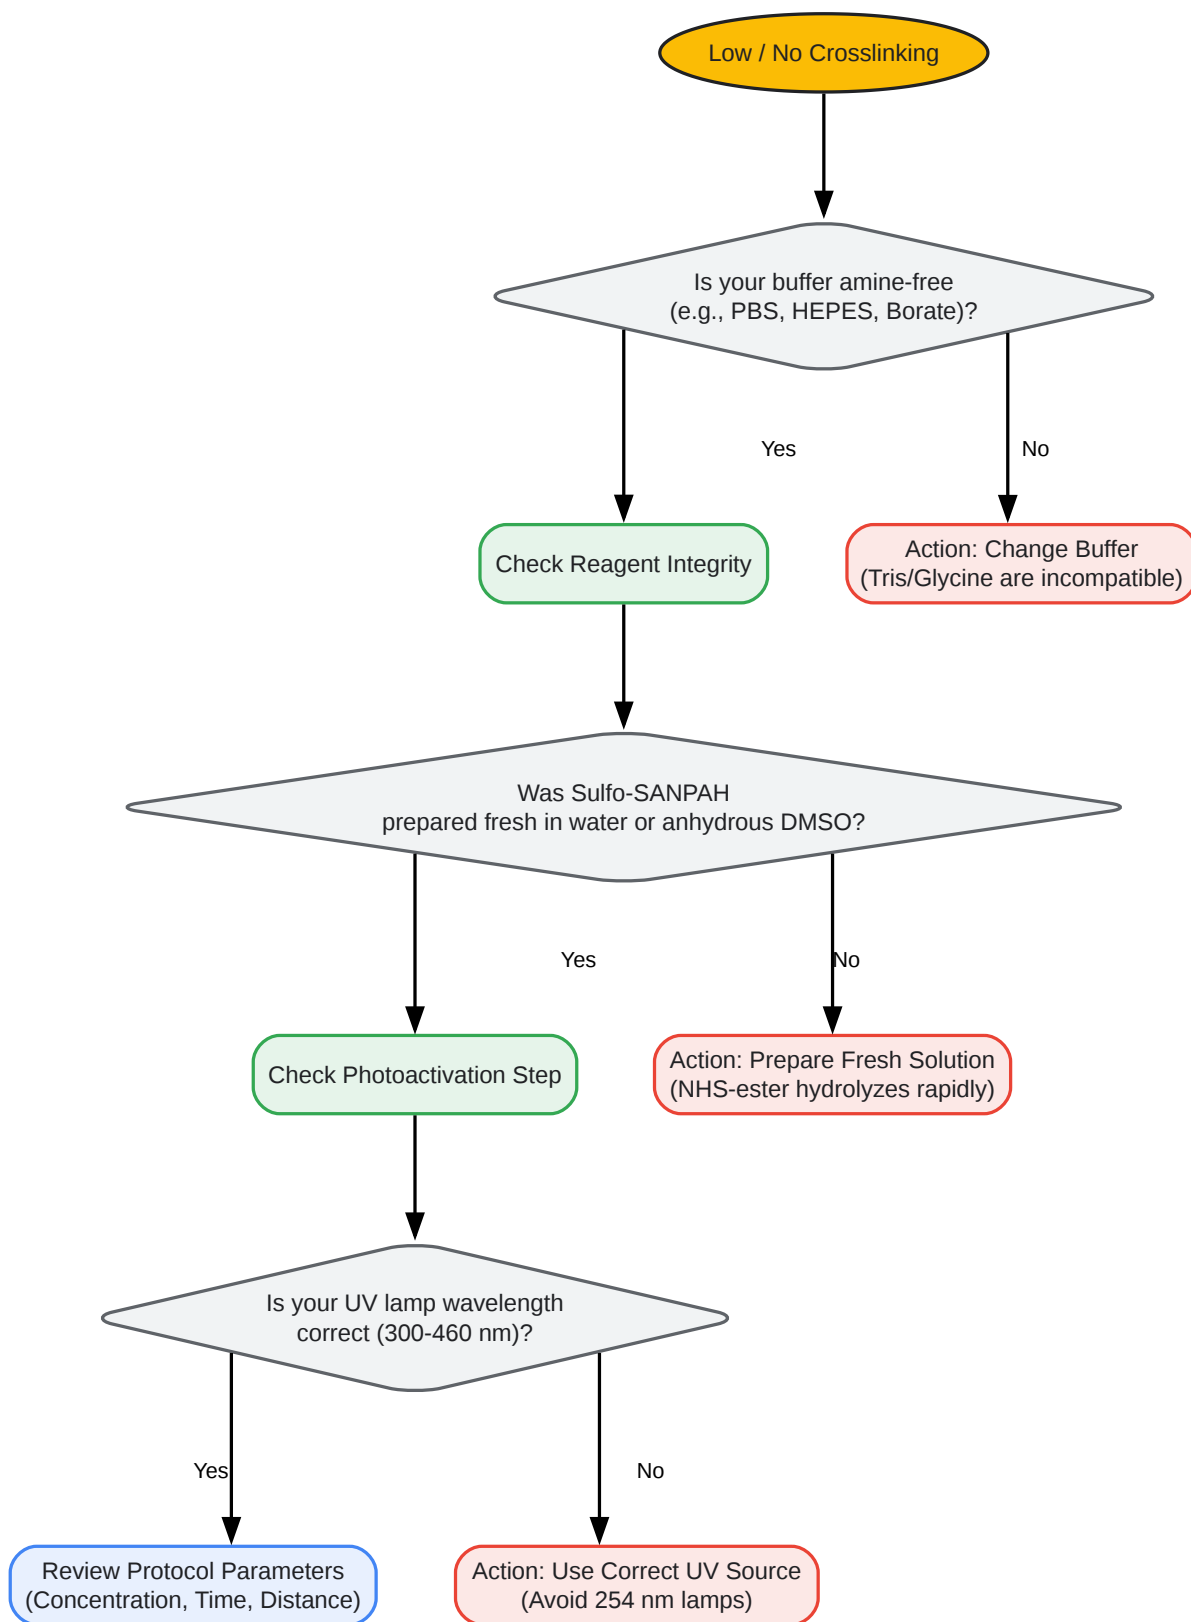 Low / No Crosslinking
Is your buffer amine-free
(e.g., PBS, HEPES, Borate)?
Yes
No
Check Reagent Integrity
Action: Change Buffer
(Tris/Glycine are incompatible)
Was Sulfo-SANPAH
prepared fresh in water or anhydrous DMSO?
Yes
No
Check Photoactivation Step
Action: Prepare Fresh Solution
(NHS-ester hydrolyzes rapidly)
Is your UV lamp wavelength
correct (300-460 nm)?
Yes
No
Review Protocol Parameters
(Concentration, Time, Distance)
Action: Use Correct UV Source
(Avoid 254 nm lamps)